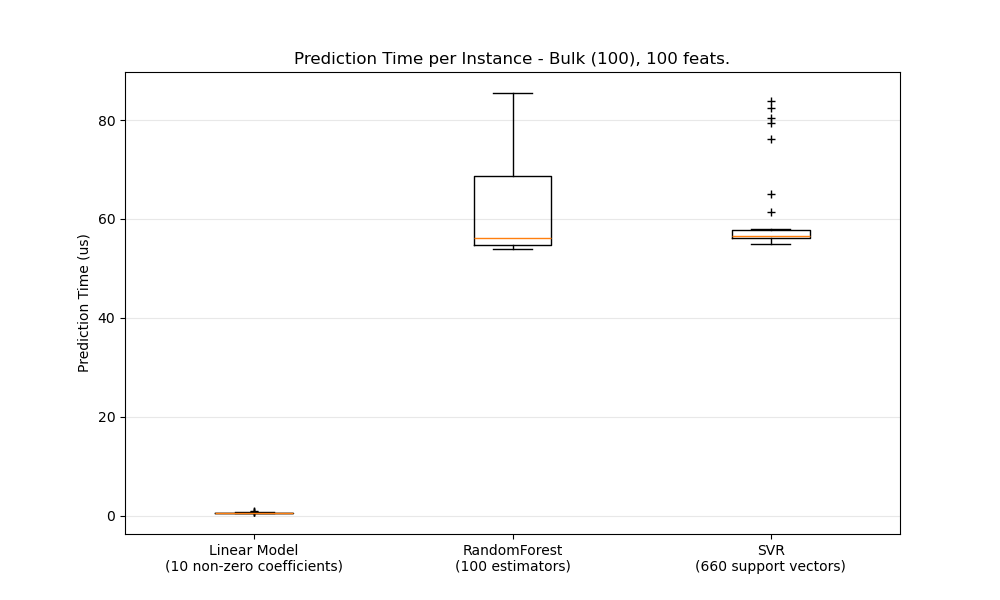 Prediction Time per Instance - Bulk (100), 100 feats.
Prediction Time (us)
80
60
40
20
0
Linear Model
(10 non-zero coefficients)
RandomForest
(100 estimators)
SVR
(660 support vectors)